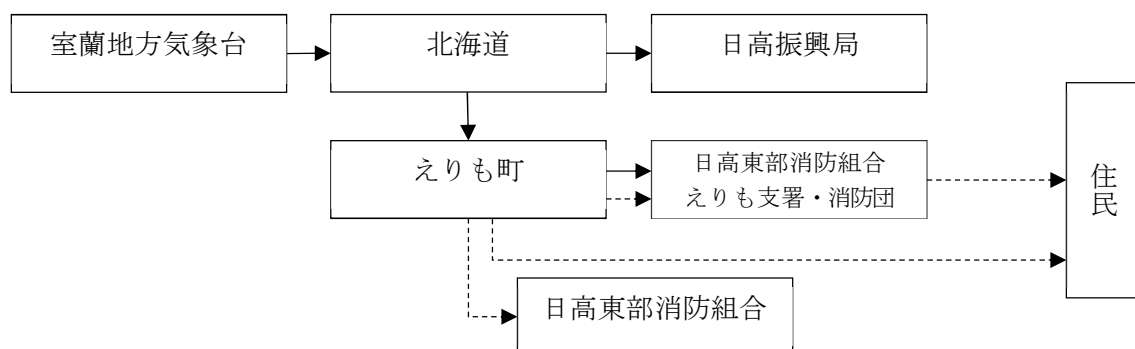 室蘭地方気象台
北海道
日高振興局
えりも町
日高東部消防組合
えりも支署・消防団
住民
日高東部消防組合